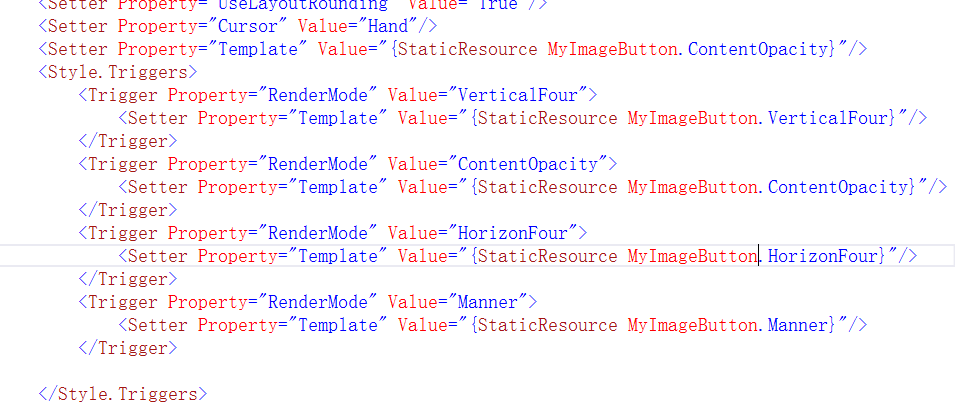 <Setter Property="UseLayoutRounding" Value="True"/>
<Setter Property="Cursor" Value="Hand"/>
<Setter Property="Template" Value="{StaticResource MyImageButton.ContentOpacity}"/>
<Style.Triggers>
<Trigger Property="RenderMode" Value="VerticalFour">
<Setter Property="Template" Value="{StaticResource MyImageButton.VerticalFour}"/>
</Trigger>
<Trigger Property="RenderMode" Value="ContentOpacity">
<Setter Property="Template" Value="{StaticResource MyImageButton.ContentOpacity}"/>
</Trigger>
<Trigger Property="RenderMode" Value="HorizonFour">
<Setter Property="Template" Value="{StaticResource MyImageButton.HorizonFour}"/>
</Trigger>
<Trigger Property="RenderMode" Value="Manner">
<Setter Property="Template" Value="{StaticResource MyImageButton.Manner}"/>
</Trigger>
</Style.Triggers>